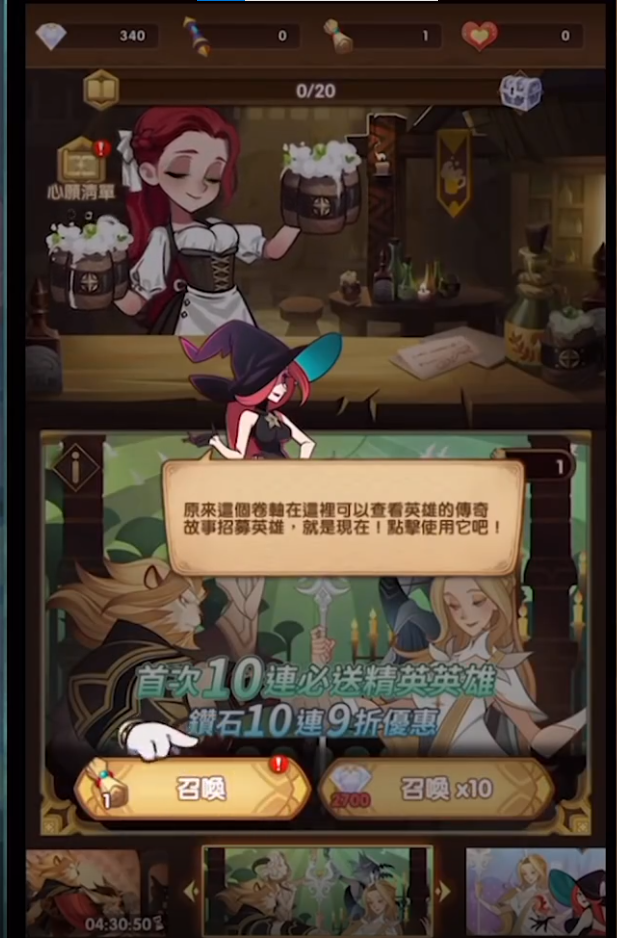 340
0
1
0
0/20
心願清單
1
原來這個卷軸在這裡可以查看英雄的傳奇
故事招募英雄，就是現在！點擊使用它吧！
首次10連必送精英英雄
鑽石10連9折優惠
1
召喚
2700
召喚 x10
04:30:50